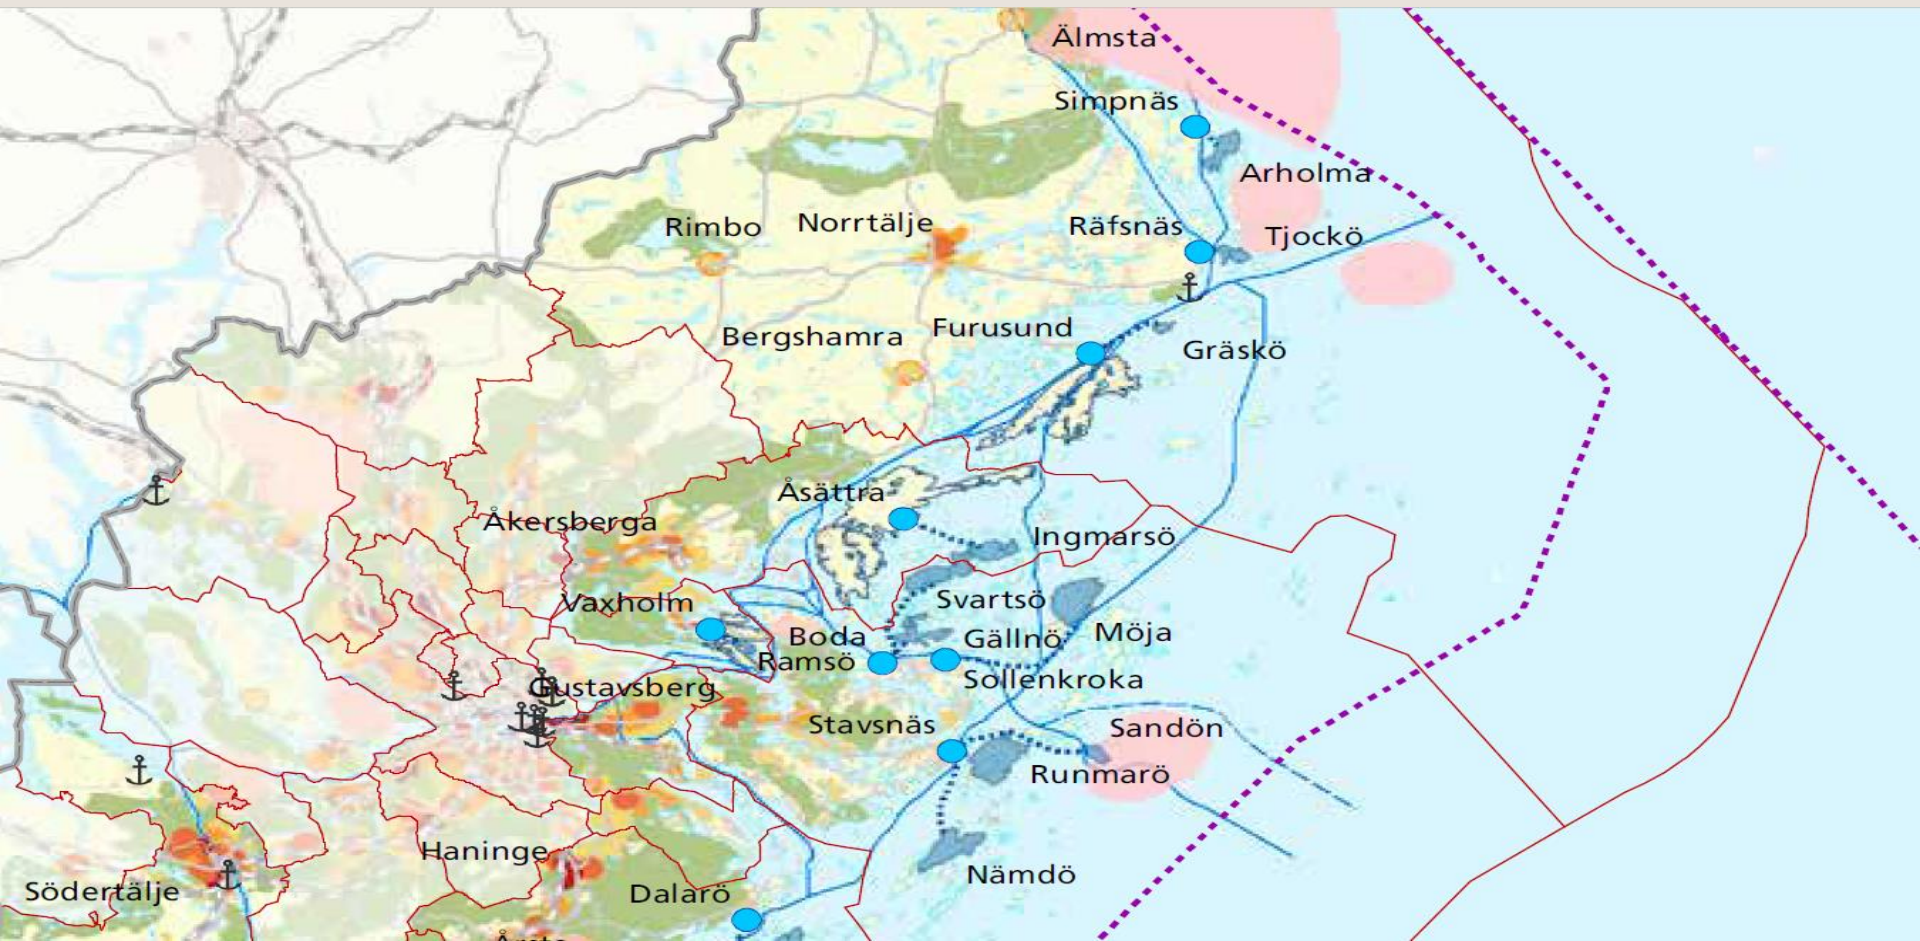 Älmsta
Simpnäs
Arholma
Rimbo
Norrtälje
Räfsnäs
Tjockö
Bergshamra
Furusund
Gräskö
Åsättra
Åkersberga
Ingmarsö
Vaxholm
Svartsö
Boda
Gällnö
Möja
Ramsö
Sollenkroka
Gustavsberg
Stavsnäs
Sandön
Runmarö
Haninge
Nämdö
Södertälje
Dalarö